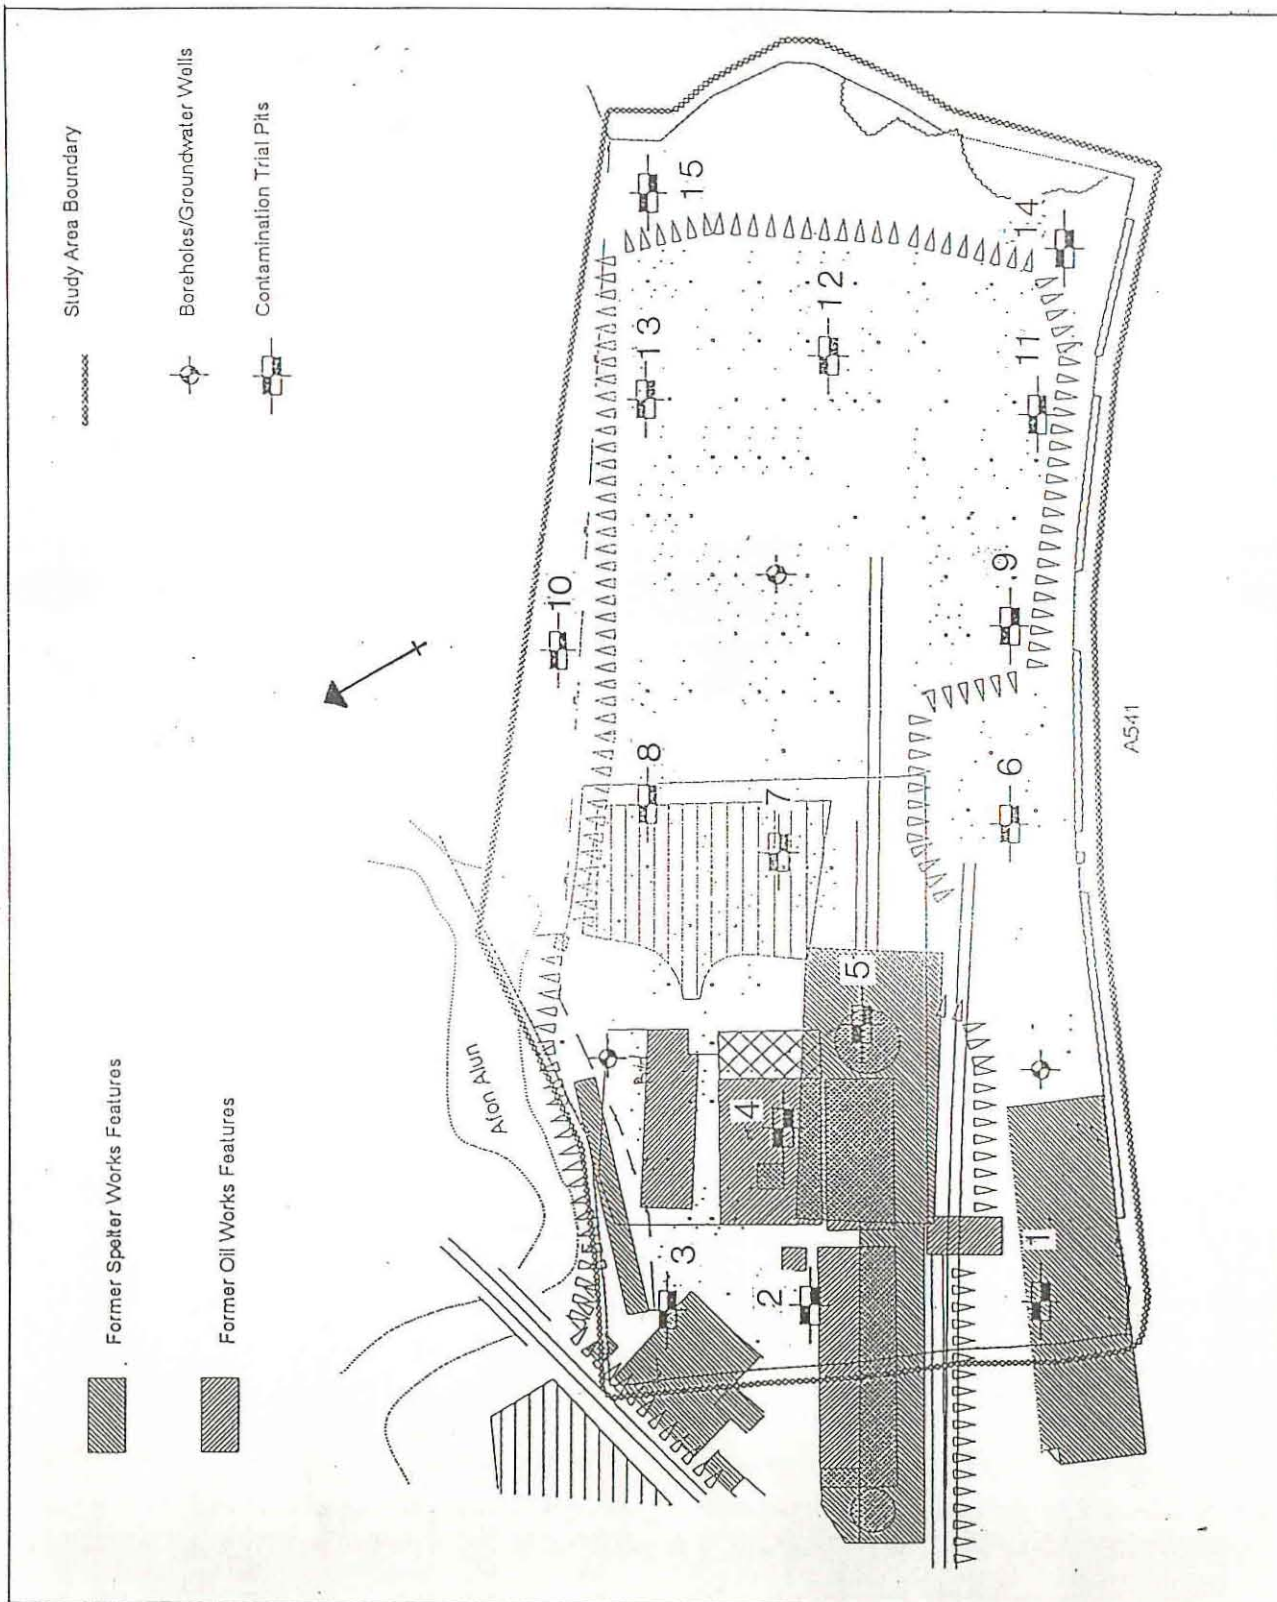 Study Area Boundary
Boreholes/Groundwater Wells
Contamination Trial Pits
Former Spelter Works Features
Former Oil Works Features
Afon Alun
A541
1
2
3
4
5
6
7
8
9
10
11
12
13
14
15